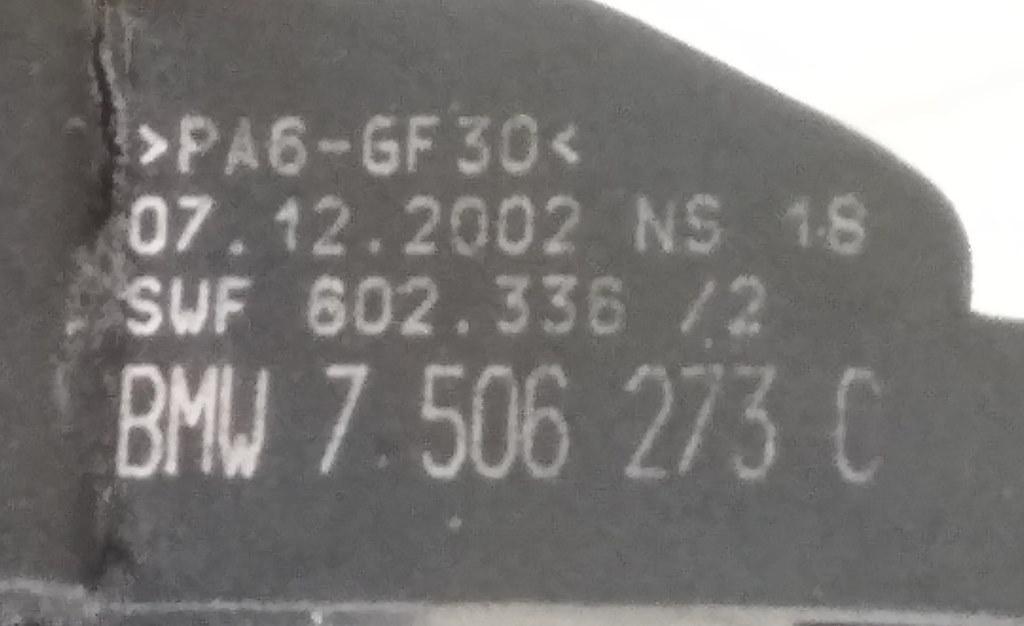 >PA6-GF30<
07.12.2002 NS 18
SWF 602.336 /2
BMW 7.506 273 C